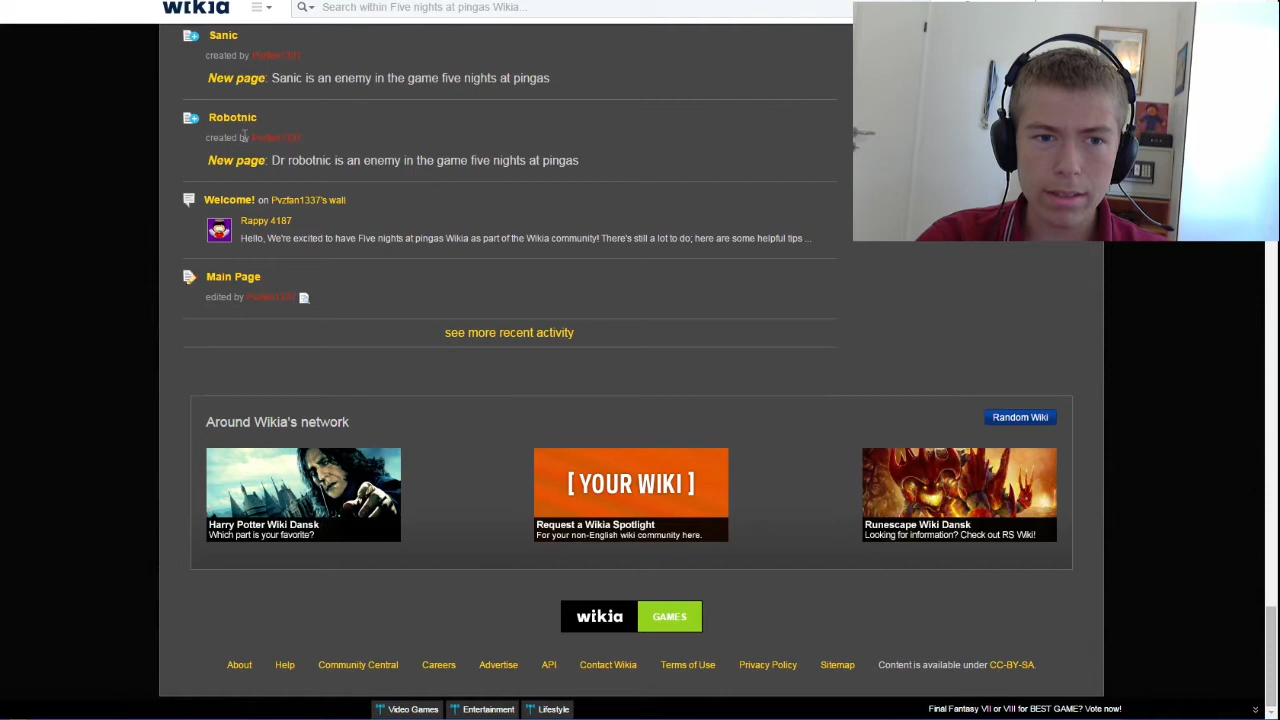 wikia
Search within Five nights at pingas Wikia...
Sanic
created by Pvzfan1337
New page: Sanic is an enemy in the game five nights at pingas
Robotnic
created by Pvzfan1337
New page: Dr robotnic is an enemy in the game five nights at pingas
Welcome! on Pvzfan1337's wall
Rappy 4187
Hello, We're excited to have Five nights at pingas Wikia as part of the Wikia community! There's still a lot to do; here are some helpful tips ...
Main Page
edited by Pvzfan1337
see more recent activity
Around Wikia's network
Random Wiki
[ YOUR WIKI ]
Harry Potter Wiki Dansk
Which part is your favorite?
Request a Wikia Spotlight
For your non-English wiki community here.
Runescape Wiki Dansk
Looking for information? Check out RS Wiki!
wikia GAMES
About Help Community Central Careers Advertise API Contact Wikia Terms of Use Privacy Policy Sitemap Content is available under CC-BY-SA.
Video Games Entertainment Lifestyle Final Fantasy VII or VIII for BEST GAME? Vote now!